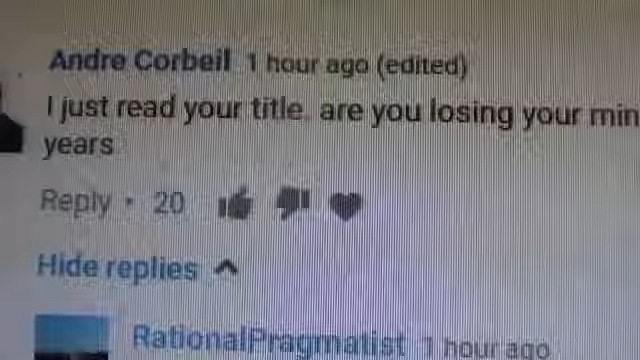 Andre Corbeil 1 hour ago (edited)
I just read your title. are you losing your
years
Reply · 20
Hide replies
RationalPragmatist 1 hour ago